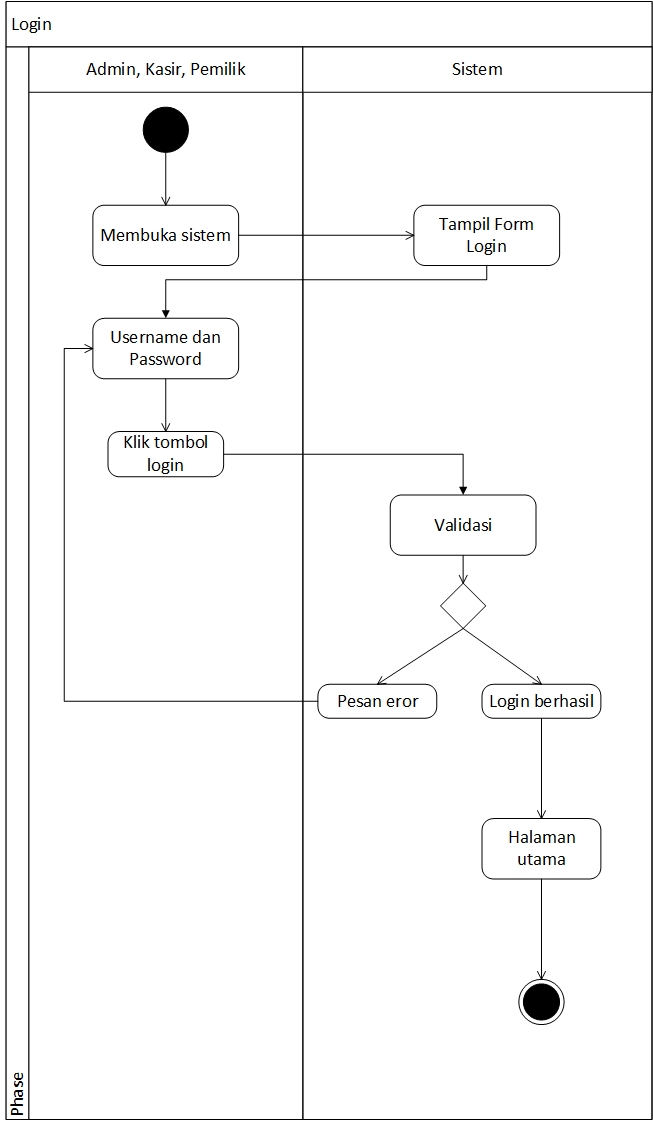 Login
Admin, Kasir, Pemilik
Sistem
Membuka sistem
Tampil Form
Login
Username dan
Password
Klik tombol
login
Validasi
Pesan eror
Login berhasil
Halaman
utama
Phase